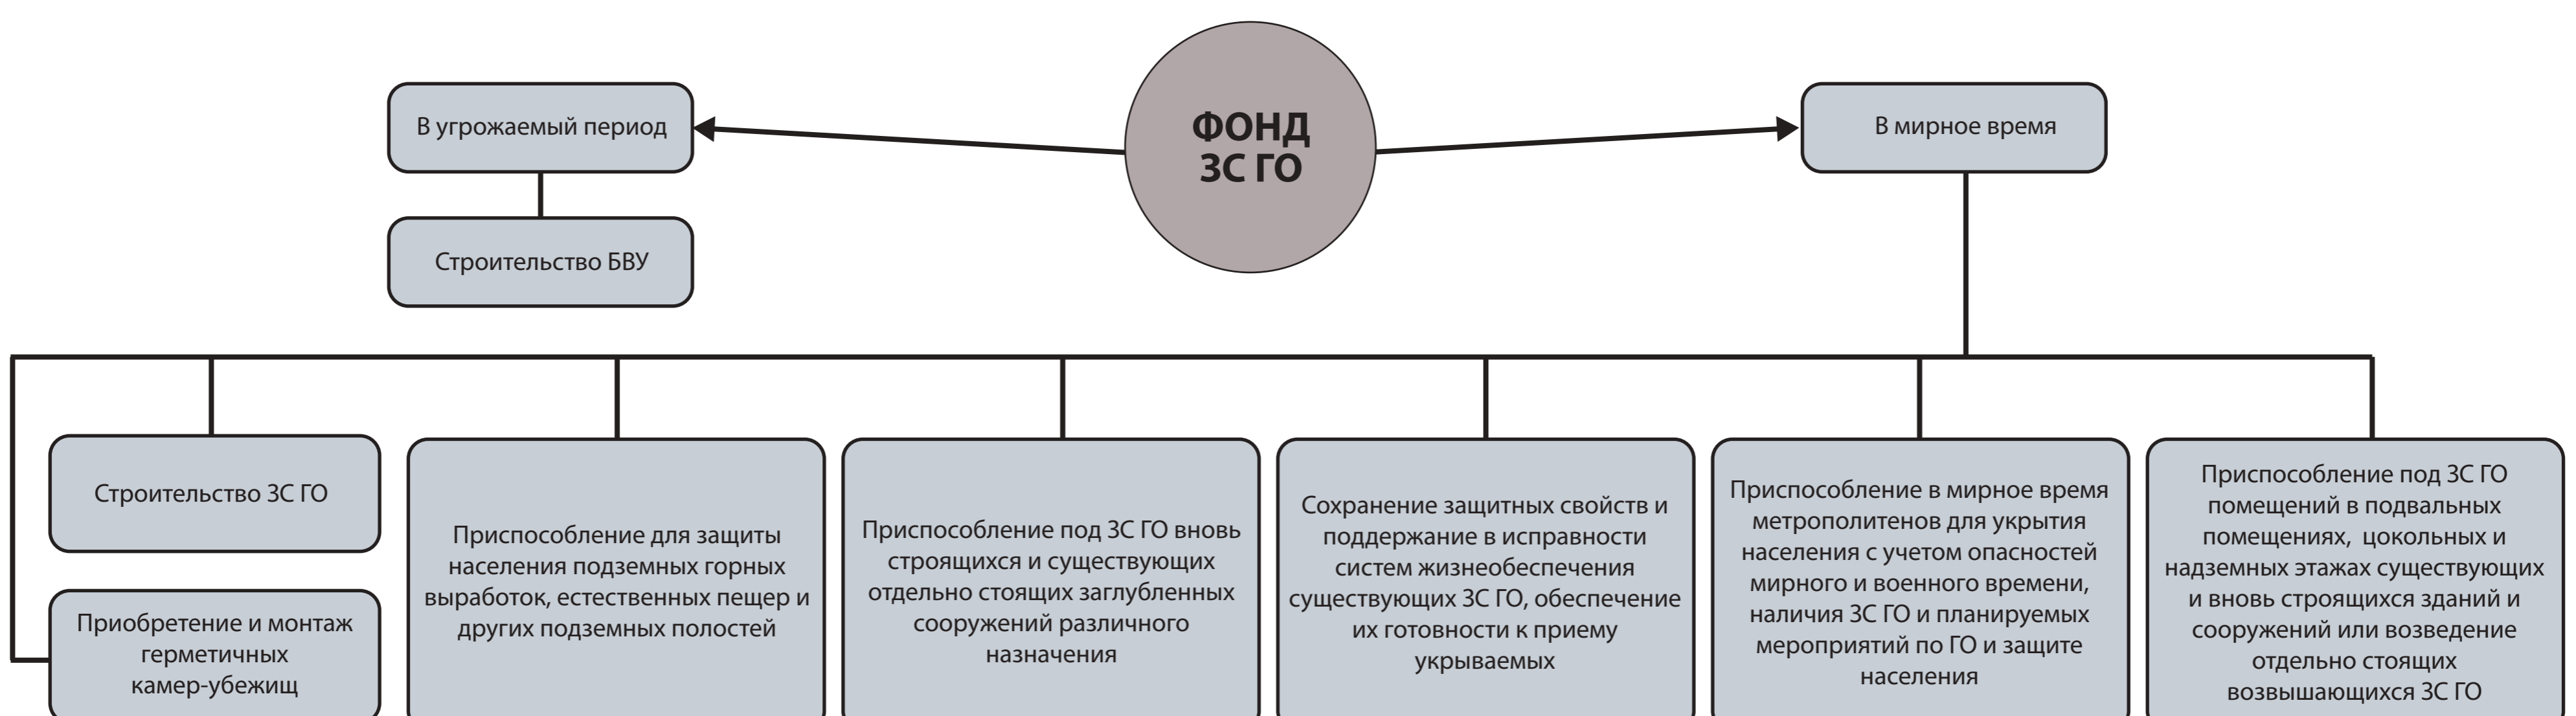 ФОНД
ЗС ГО
В угрожаемый период
В мирное время
Строительство БВУ
Строительство ЗС ГО
Приобретение и монтаж
герметичных
камер-убежищ
Приспособление для защиты
населения подземных горных
выработок, естественных пещер и
других подземных полостей
Приспособление под ЗС ГО вновь
строящихся и существующих
отдельно стоящих заглубленных
сооружений различного
назначения
Сохранение защитных свойств и
поддержание в исправности
систем жизнеобеспечения
существующих ЗС ГО, обеспечение
их готовности к приему
укрываемых
Приспособление в мирное время
метрополитенов для укрытия
населения с учетом опасностей
мирного и военного времени,
наличия ЗС ГО и планируемых
мероприятий по ГО и защите
населения
Приспособление под ЗС ГО
помещений в подвальных
помещениях, цокольных и
надземных этажах существующих
и вновь строящихся зданий и
сооружений или возведение
отдельно стоящих
возвышающихся ЗС ГО